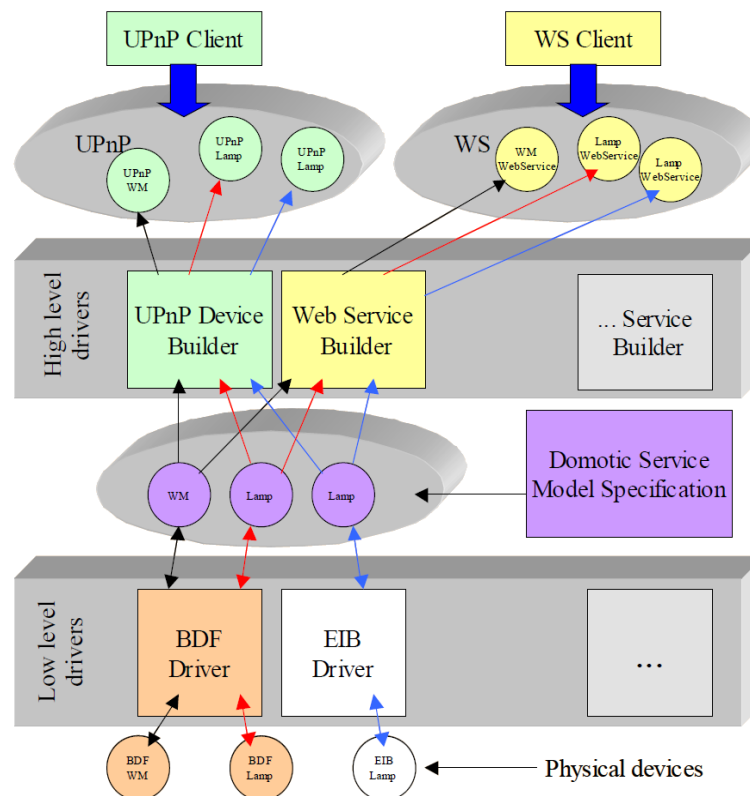 UPnP Client
WS Client
UPnP
UPnP
WM
UPnP
Lamp
UPnP
Lamp
WS
WM
WebService
Lamp
WebService
Lamp
WebService
High level
drivers
UPnP Device
Builder
Web Service
Builder
... Service
Builder
WM
Lamp
Lamp
Domotic Service
Model Specification
Low level
drivers
BDF
Driver
EIB
Driver
...
BDF
WM
BDF
Lamp
EIB
Lamp
Physical devices